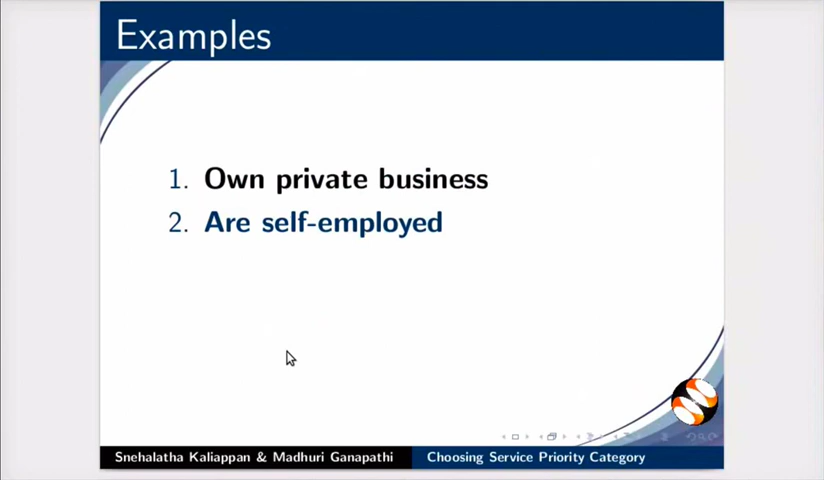 Examples
1. Own private business
2. Are self-employed
Snehalatha Kaliappan & Madhuri Ganapathi Choosing Service Priority Category